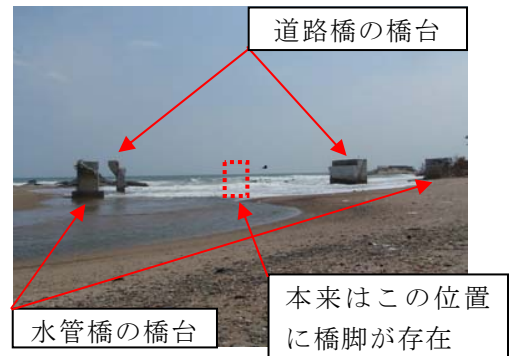 道路橋の橋台
本来はこの位置
に橋脚が存在
水管橋の橋台